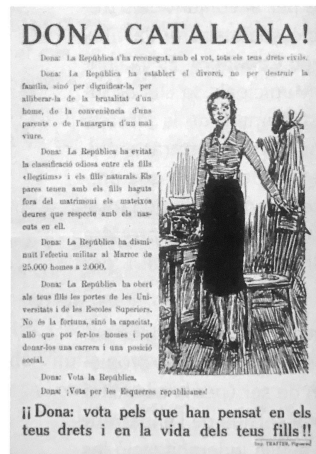 DONA CATALANA!
Dona: La República t'ha reconegut, amb el vot, tots els teus drets civils.
Dona: La República ha establert el divorci, no per destruir la
família, sinó per dignificar-la, per
alliberar-la de la brutalitat d'un
home, de la conveniència d'uns
parents o de l'amargura d'un mal
viure.
Dona: La República ha evitat
la classificació odiosa entre els fills
«llegítims» i els fills naturals. Els
pares tenen amb els fills haguts
fora del matrimoni els mateixos
deures que respecte amb els nas-
cuts en ell.
Dona: La República ha dismi-
nuït l'efectiu militar al Marroc de
25.000 homes a 2.000.
Dona: La República ha obert
als teus fills les portes de les Uni-
versitats i de les Escoles Superiors.
No és la fortuna, sinó la capacitat,
allò que pot fer-los homes i pot
donar-los una carrera i una posició
social.
Dona: Vota la República.
Dona: ¡Vota per les Esquerres republicanes!
¡¡Dona: vota pels que han pensat en els
teus drets i en la vida dels teus fills!!
Imp. TRAYTER, Figueres